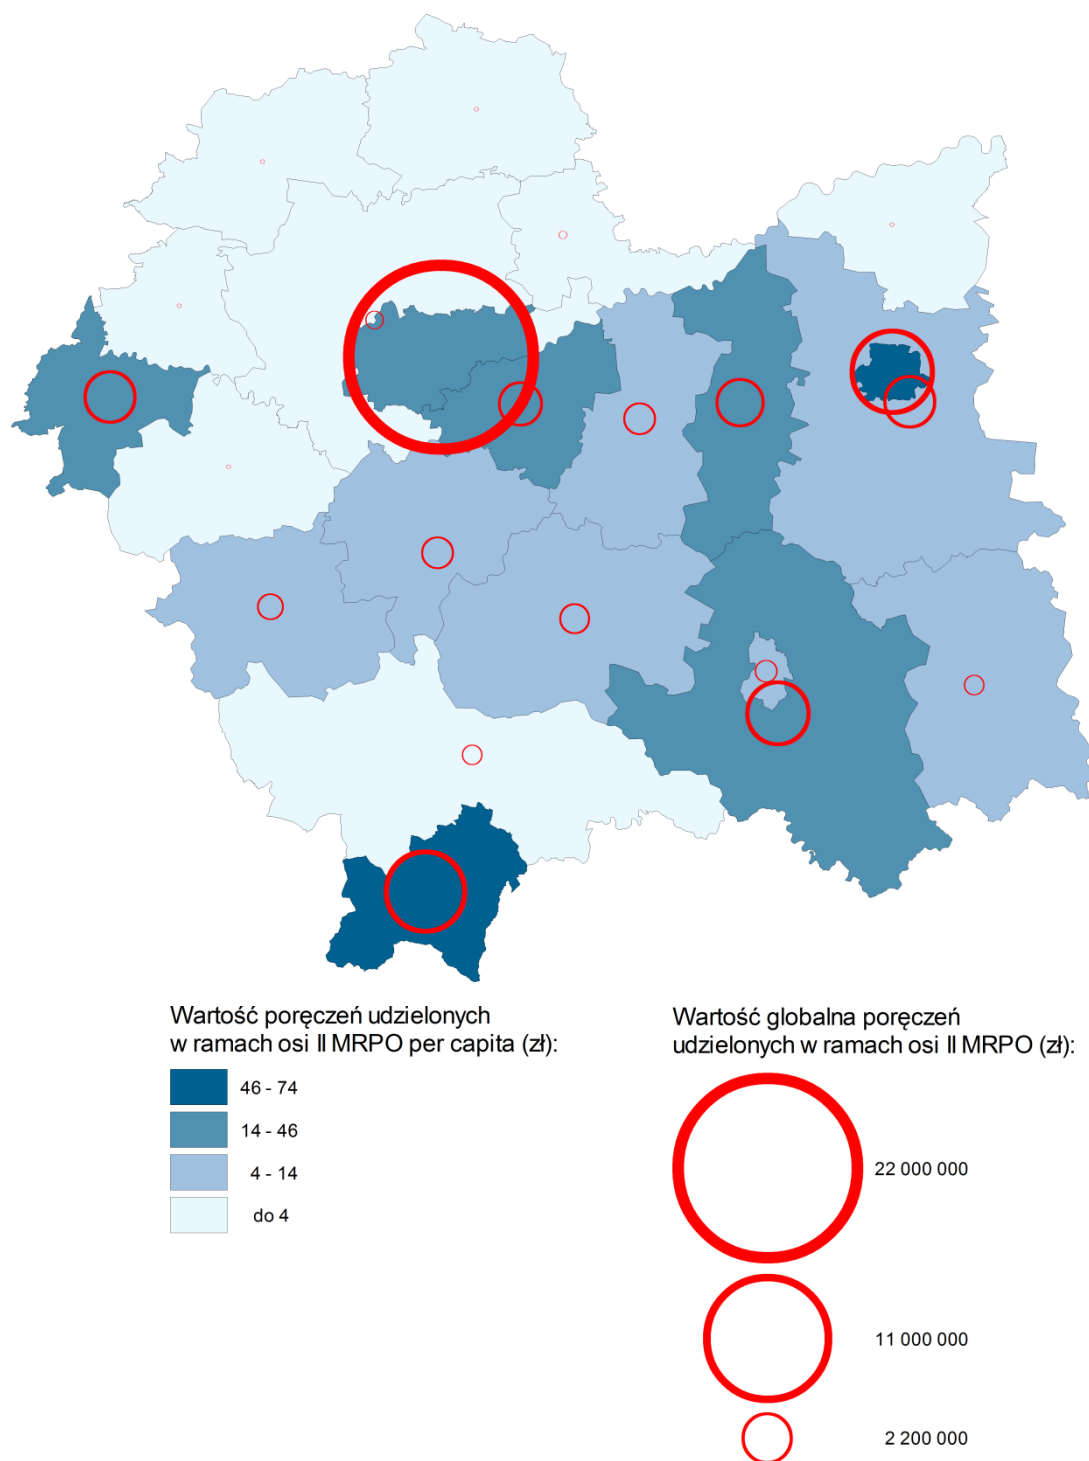 Wartość poręczeń udzielonych
w ramach osi II MRPO per capita (zł):
46 - 74
14 - 46
4 - 14
do 4
Wartość globalna poręczeń
udzielonych w ramach osi II MRPO (zł):
22 000 000
11 000 000
2 200 000